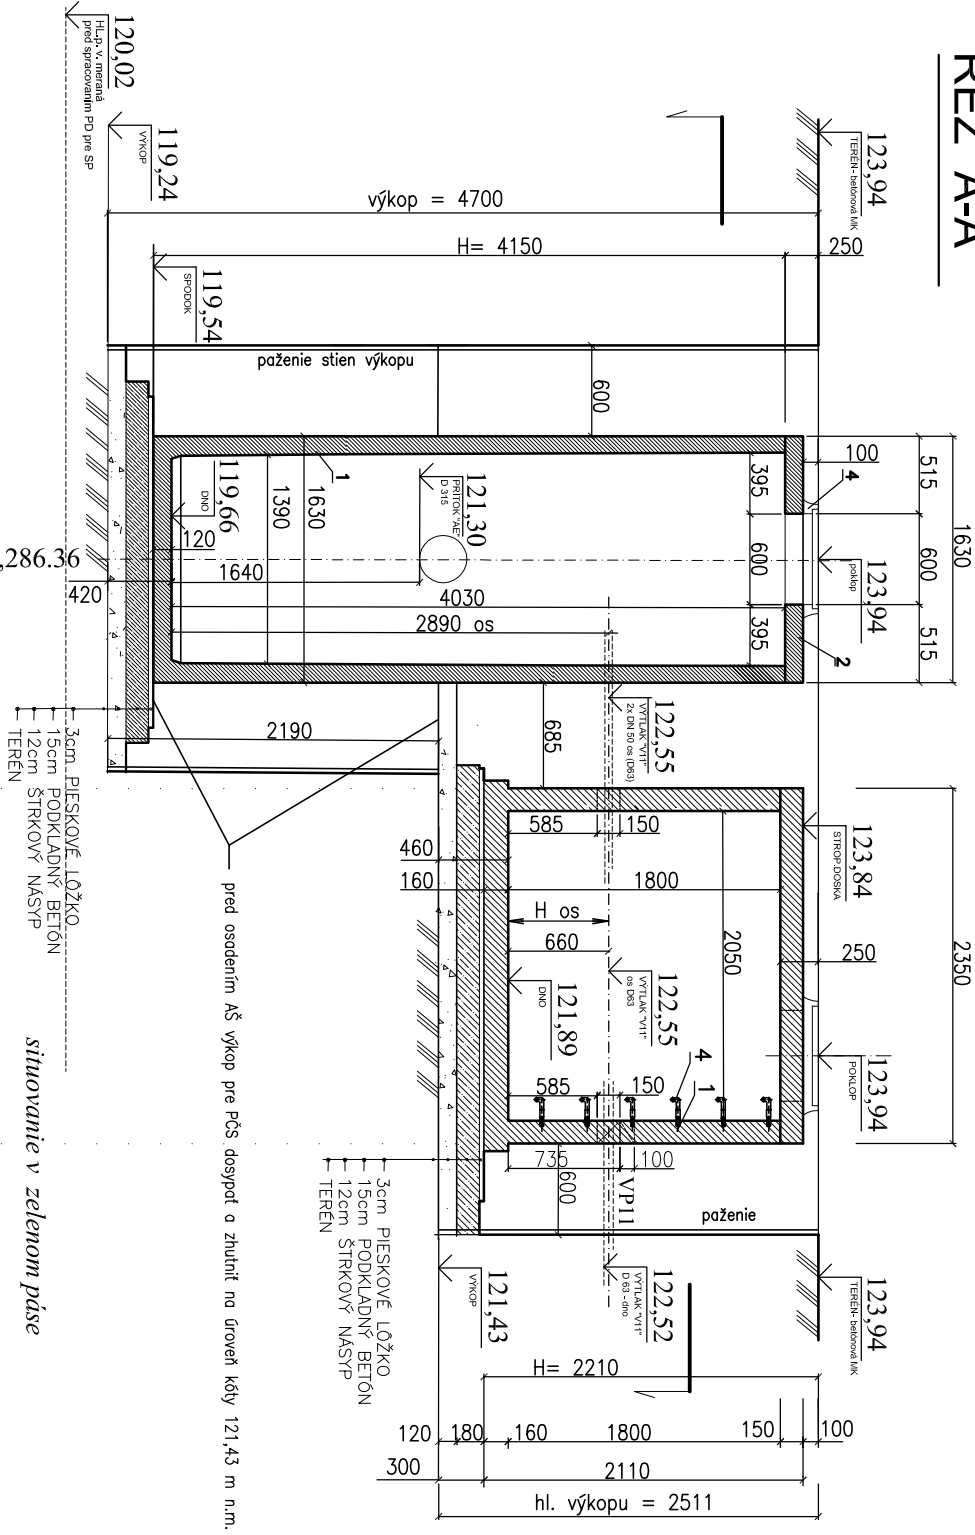 REZ A-A
123,94
TERÉN- betónová MK
250
120,02
HL.p. v. meraná
pred spracovaním PD pre SP
119,24
VÝKOP
výkop = 4700
H= 4150
119,54
SPODOK
paženie stien výkopu
600
1630
515
600
515
100
4
123,94
poklop
2
395
600
395
1
1630
1390
119,66
DNO
120
121,30
PRÍTOK "AE"
D 315
1640
4030
2890 os
,286.36
420
2190
685
122,55
VÝTLAK "V11"
2x DN 50 os (D63)
3cm PIESKOVÉ LÔŽKO
15cm PODKLADNÝ BETÓN
12cm ŠTRKOVÝ NÁSYP
TERÉN
2350
123,84
STROP.DOSKA
250
123,94
POKLOP
585
150
460
160
1800
H os
660
2050
121,89
DNO
122,55
VÝTLAK "V11"
os D63
4
1
585
150
735
100
600
VP11
paženie
122,52
VÝTLAK "V11"
D 63 - dno
123,94
TERÉN- betónová MK
121,43
VÝKOP
3cm PIESKOVÉ LÔŽKO
15cm PODKLADNÝ BETÓN
12cm ŠTRKOVÝ NÁSYP
TERÉN
pred osadením AŠ výkop pre PČS dosypať a zhutniť na úroveň kóty 121,43 m n.m.
situovanie v zelenom páse
H= 2210
120
180
160
1800
150
100
300
2110
hl. výkopu = 2511